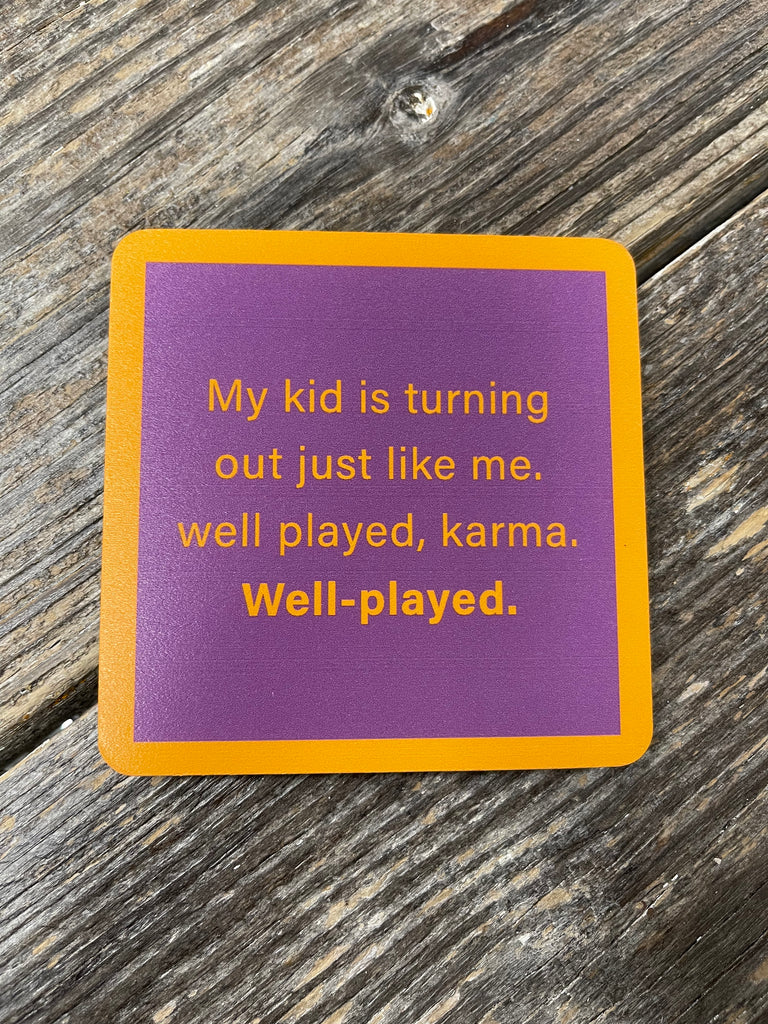 My kid is turning
out just like me.
well played, karma.
Well-played.